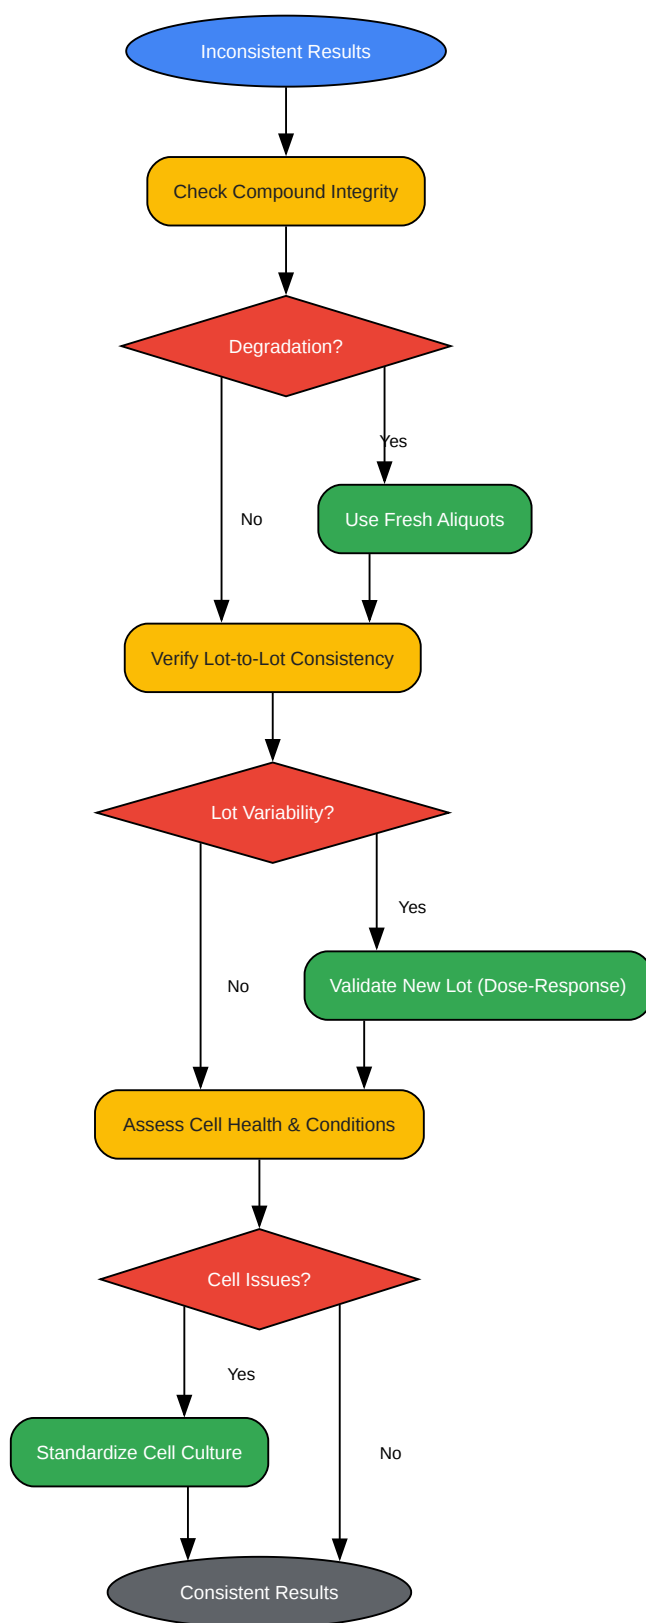 Inconsistent Results
Check Compound Integrity
Degradation?
Yes
No
Use Fresh Aliquots
Verify Lot-to-Lot Consistency
Lot Variability?
Yes
No
Validate New Lot (Dose-Response)
Assess Cell Health & Conditions
Cell Issues?
Yes
Standardize Cell Culture
No
Consistent Results